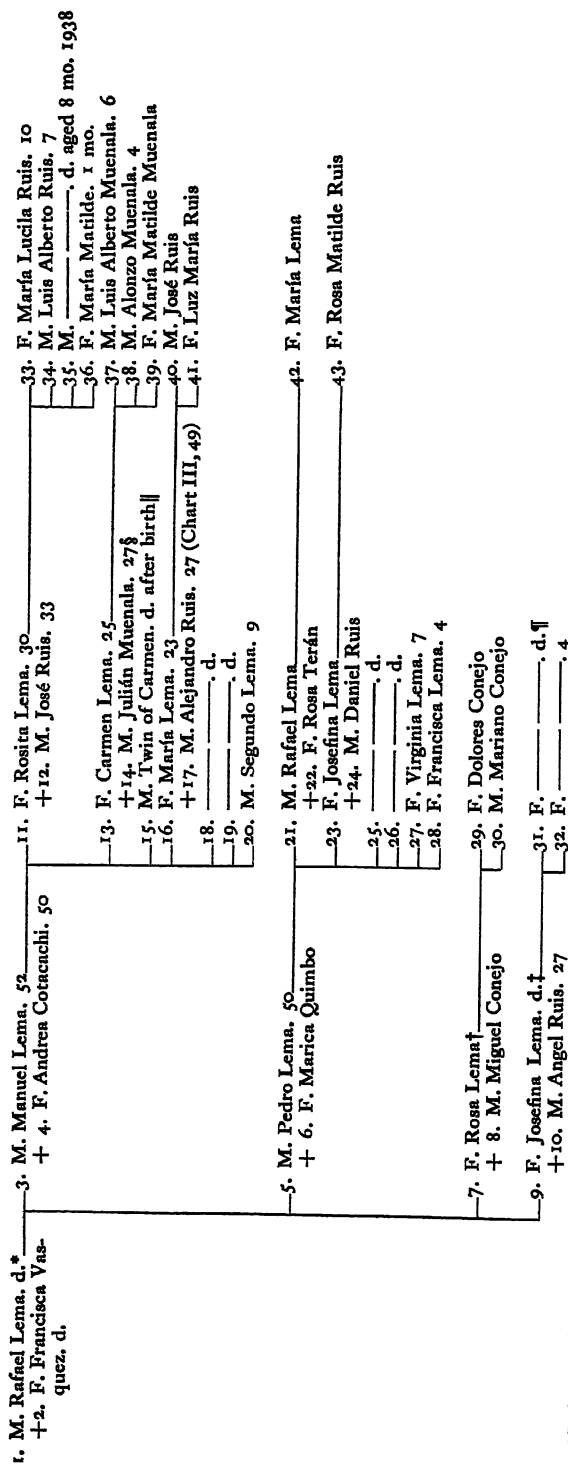 1. M. Rafael Lema. d.*
+2. F. Francisca Vas-
quez. d.
3. M. Manuel Lema. 52
+ 4. F. Andrea Cotacachi. 50
5. M. Pedro Lema. 50
+ 6. F. Marica Quimbo
7. F. Rosa Lema†
+ 8. M. Miguel Conejo
9. F. Josefina Lema. d.‡
+10. M. Angel Ruis. 27
11. F. Rosita Lema. 30
+12. M. José Ruis. 33
13. F. Carmen Lema. 25
+14. M. Julián Muenala. 27§
15. M. Twin of Carmen. d. after birth‖
16. F. María Lema. 23
+17. M. Alejandro Ruis. 27 (Chart III, 49)
18. —— ——. d.
19. —— ——. d.
20. M. Segundo Lema. 9
21. M. Rafael Lema
+22. F. Rosa Terán
23. F. Josefina Lema
+24. M. Daniel Ruis
25. —— ——. d.
26. —— ——. d.
27. F. Virginia Lema. 7
28. F. Francisca Lema. 4
29. F. Dolores Conejo
30. M. Mariano Conejo
31. F. —— ——. d.¶
32. F. —— ——. 4
33. F. María Lucila Ruis. 10
34. M. Luis Alberto Ruis. 7
35. M. —— ——. d. aged 8 mo. 1938
36. F. María Matilde. 1 mo.
37. M. Luis Alberto Muenala. 6
38. M. Alonzo Muenala. 4
39. F. María Matilde Muenala
40. M. José Ruis
41. F. Luz María Ruis
42. F. María Lema
43. F. Rosa Matilde Ruis